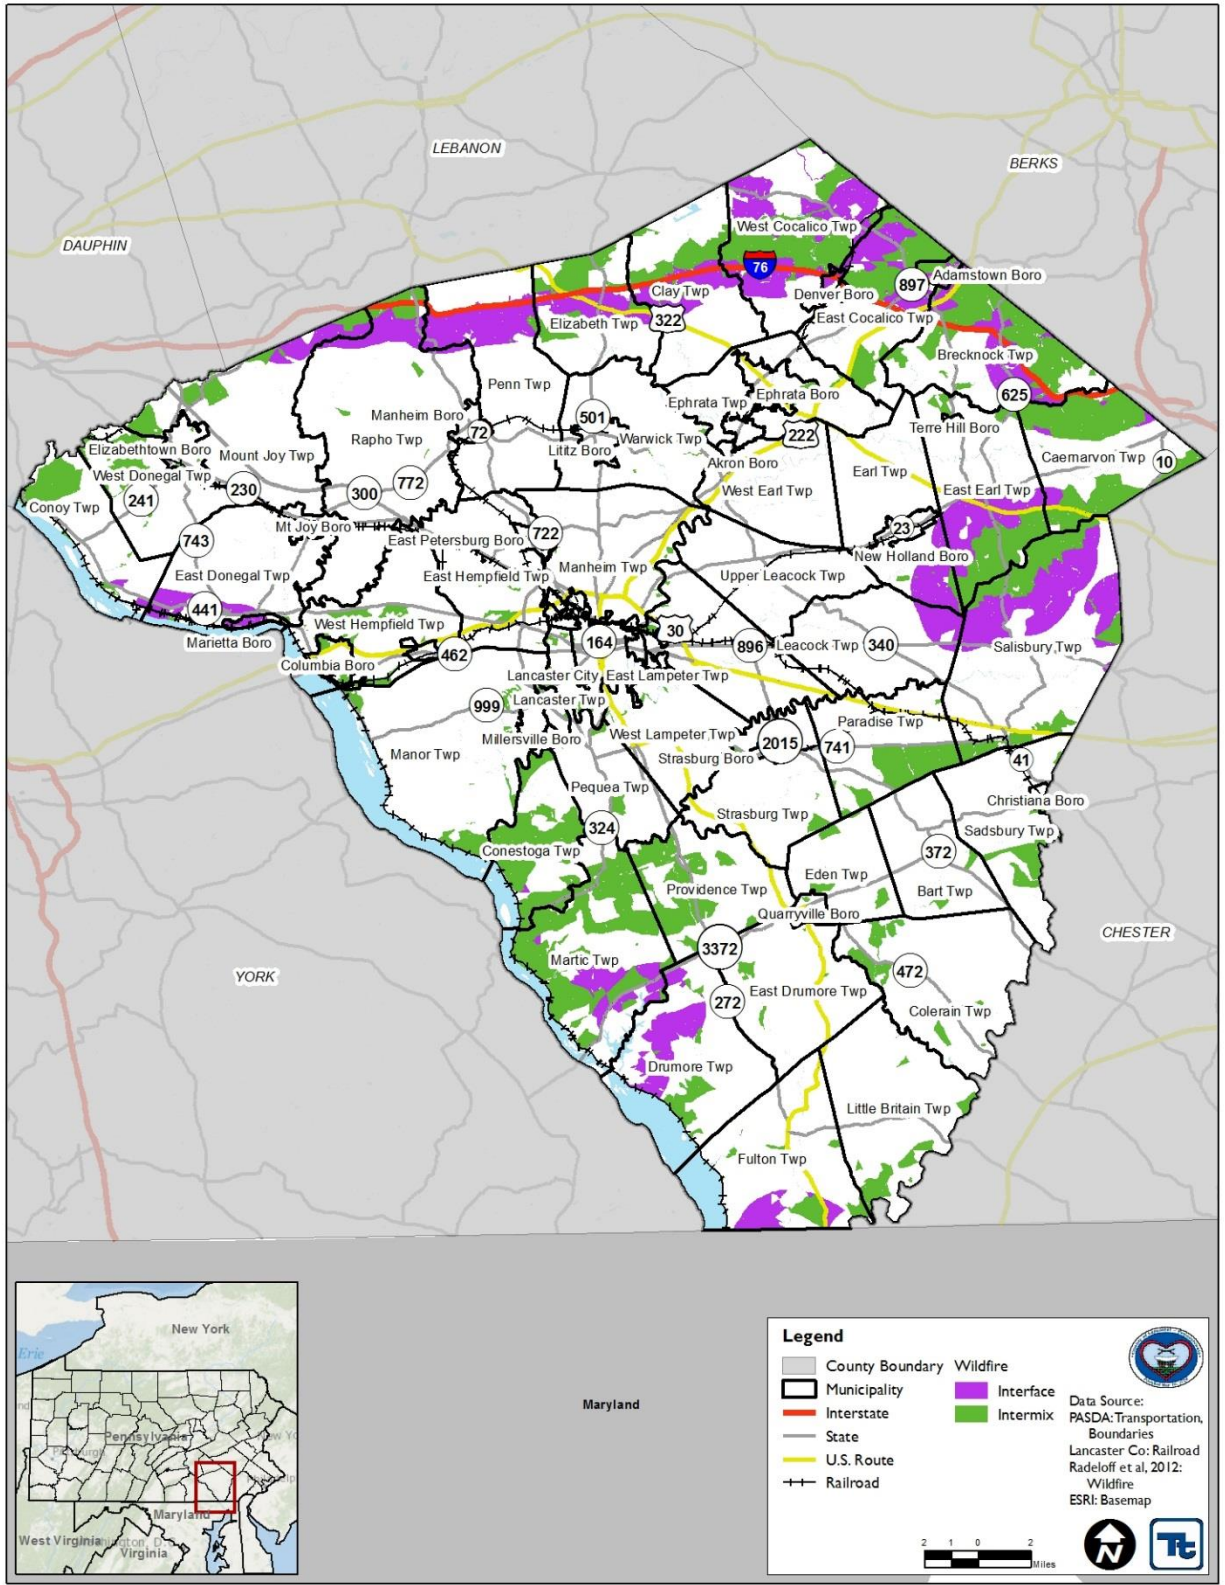 LEBANON
BERKS
DAUPHIN
West Cocalico Twp
76
Adamstown Boro
897
Clay Twp
Denver Boro
322
East Cocalico Twp
Elizabeth Twp
Brecknock Twp
Penn Twp
625
Ephrata Boro
Ephrata Twp
Manheim Boro
501
72
Rapho Twp
Warwick Twp
222
Terre Hill Boro
Elizabethtown Boro
Lititz Boro
Mount Joy Twp
Akron Boro
Caernarvon Twp
10
West Donegal Twp
Earl Twp
241
230
300
772
West Earl Twp
East Earl Twp
Conoy Twp
Mt Joy Boro
23
743
East Petersburg Boro
722
New Holland Boro
East Donegal Twp
East Hempfield Twp
Manheim Twp
Upper Leacock Twp
441
West Hempfield Twp
Marietta Boro
30
164
896
Leacock Twp
340
Salisbury Twp
Columbia Boro
462
Lancaster City
East Lampeter Twp
Lancaster Twp
999
Paradise Twp
Millersville Boro
West Lampeter Twp
2015
741
Manor Twp
Strasburg Boro
41
Pequea Twp
Christiana Boro
Strasburg Twp
324
Sadsbury Twp
Conestoga Twp
372
Eden Twp
Providence Twp
Bart Twp
Quarryville Boro
CHESTER
3372
Martic Twp
472
YORK
East Drumore Twp
272
Colerain Twp
Drumore Twp
Little Britain Twp
Fulton Twp
New York
Erie
Pennsylvania
Pittsburgh
Maryland
West Virginia
Virginia
Maryland
Legend
County Boundary
Municipality
Interstate
State
U.S. Route
Railroad
Wildfire
Interface
Intermix
Data Source:
PASDA: Transportation,
Boundaries
Lancaster Co: Railroad
Radeloff et al, 2012:
Wildfire
ESRI: Basemap
2 1 0 2
Miles
N
Tt